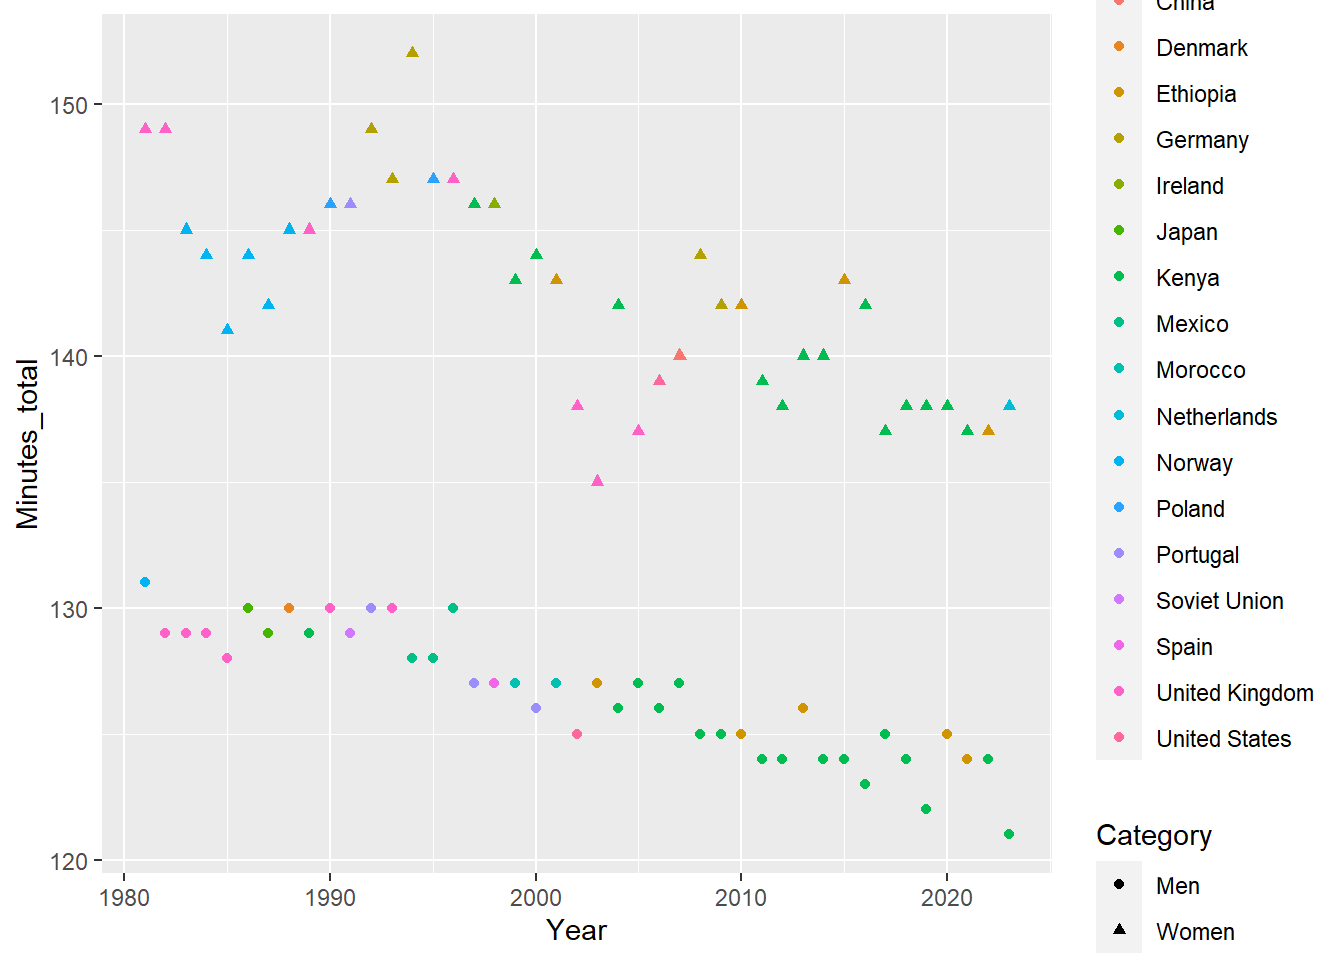 China
Denmark
Ethiopia
Germany
Ireland
Japan
Kenya
Mexico
Morocco
Netherlands
Norway
Poland
Portugal
Soviet Union
Spain
United Kingdom
United States
Category
Men
Women
150
140
130
120
Minutes_total
1980 1990 2000 2010 2020
Year